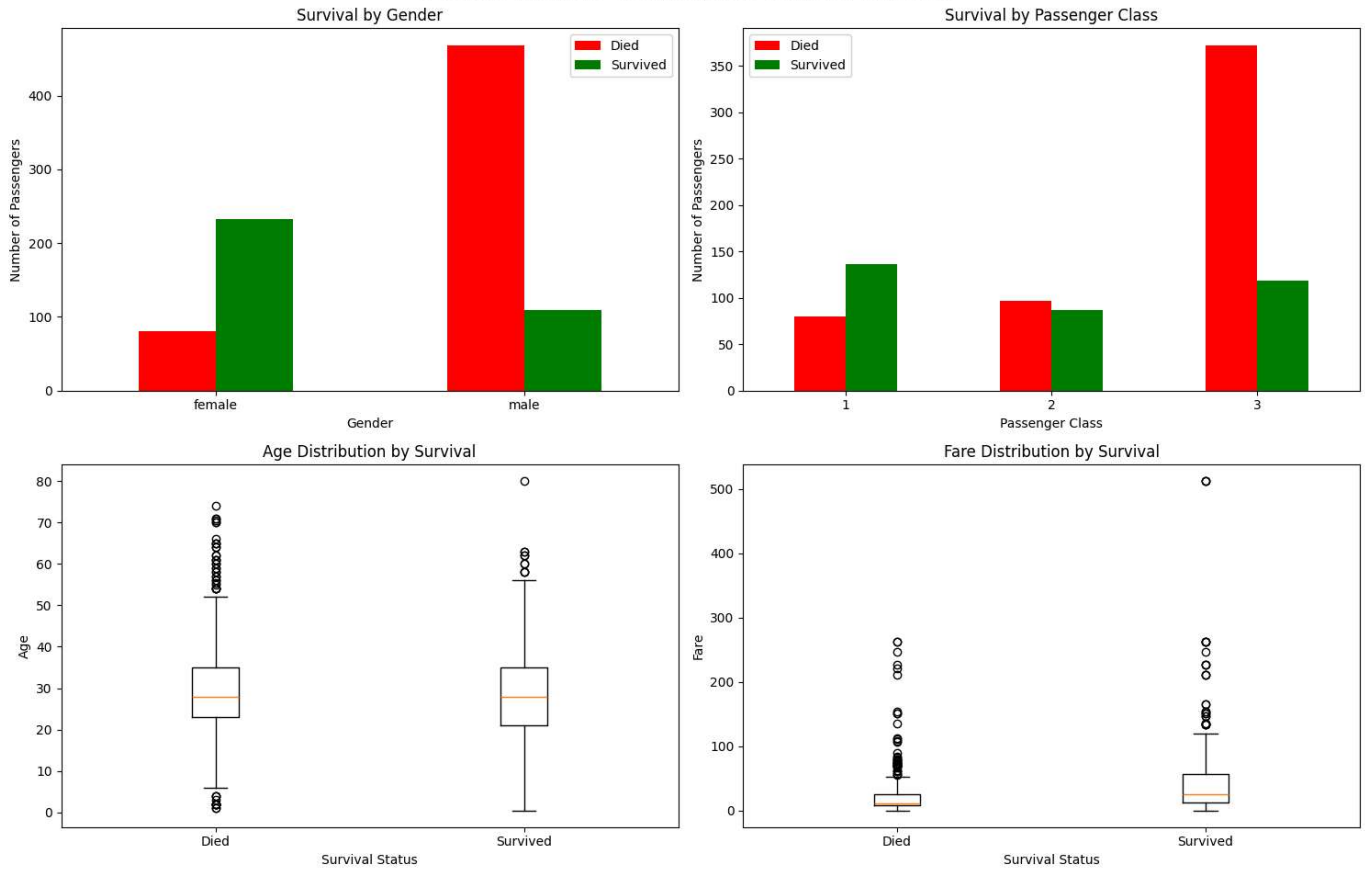 Survival by Gender
Died
Survived
Number of Passengers
400
300
200
100
0
female
male
Gender
Survival by Passenger Class
Died
Survived
Number of Passengers
350
300
250
200
150
100
50
0
1
2
3
Passenger Class
Age Distribution by Survival
Age
80
70
60
50
40
30
20
10
0
Died
Survived
Survival Status
Fare Distribution by Survival
Fare
500
400
300
200
100
0
Died
Survived
Survival Status